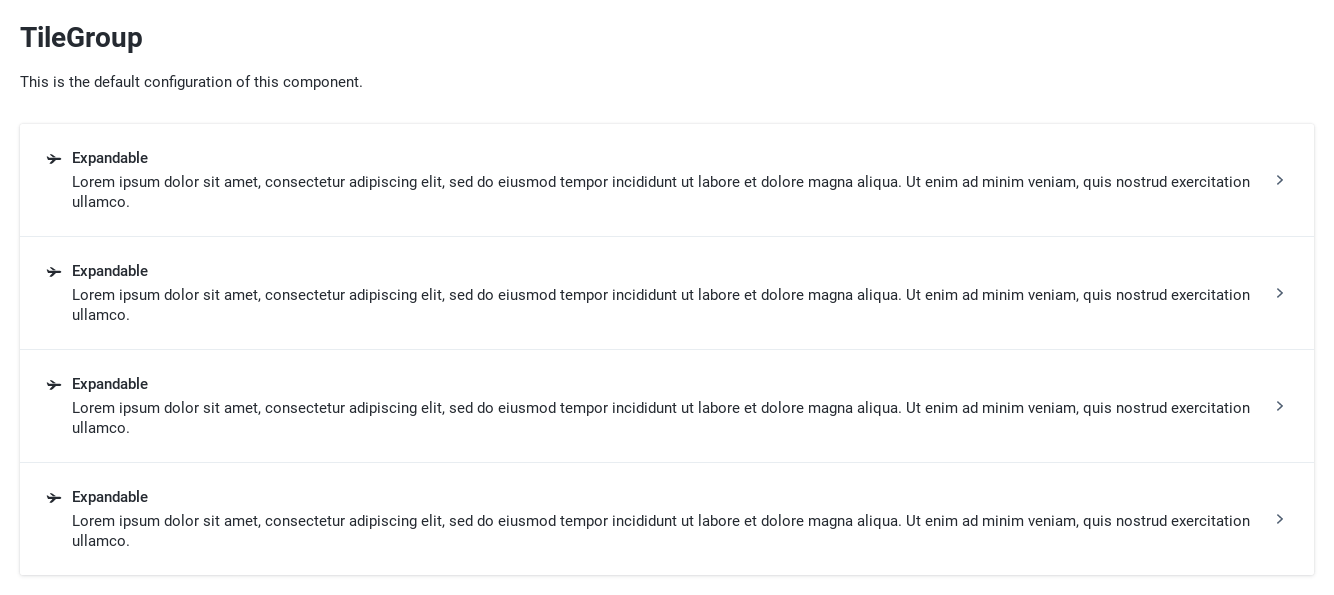 TileGroup
This is the default configuration of this component.
Expandable
Lorem ipsum dolor sit amet, consectetur adipiscing elit, sed do eiusmod tempor incididunt ut labore et dolore magna aliqua. Ut enim ad minim veniam, quis nostrud exercitation
ullamco.
Expandable
Lorem ipsum dolor sit amet, consectetur adipiscing elit, sed do eiusmod tempor incididunt ut labore et dolore magna aliqua. Ut enim ad minim veniam, quis nostrud exercitation
ullamco.
Expandable
Lorem ipsum dolor sit amet, consectetur adipiscing elit, sed do eiusmod tempor incididunt ut labore et dolore magna aliqua. Ut enim ad minim veniam, quis nostrud exercitation
ullamco.
Expandable
Lorem ipsum dolor sit amet, consectetur adipiscing elit, sed do eiusmod tempor incididunt ut labore et dolore magna aliqua. Ut enim ad minim veniam, quis nostrud exercitation
ullamco.